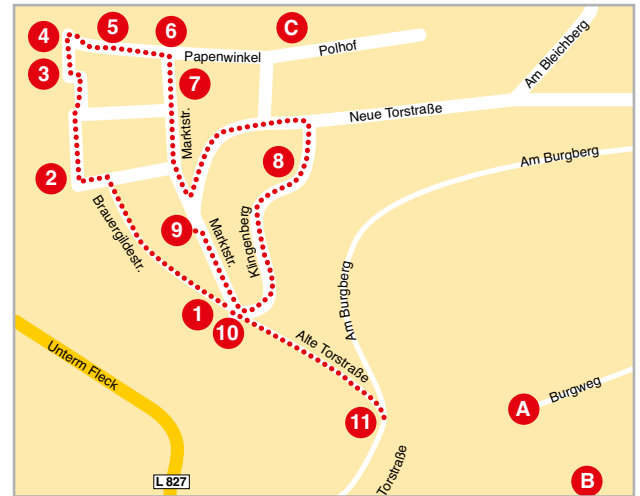 4
5
6
C
3
Papenwinkel
Polhof
Am Bleichberg
7
Marktstr.
Neue Torstraße
2
8
Am Burgberg
Brauergildestr.
9
Marktstr.
Klingenberg
Am Burgberg
1
10
Alte Torstraße
Unterm Fleck
11
A
Burgweg
L 827
Torstraße
B